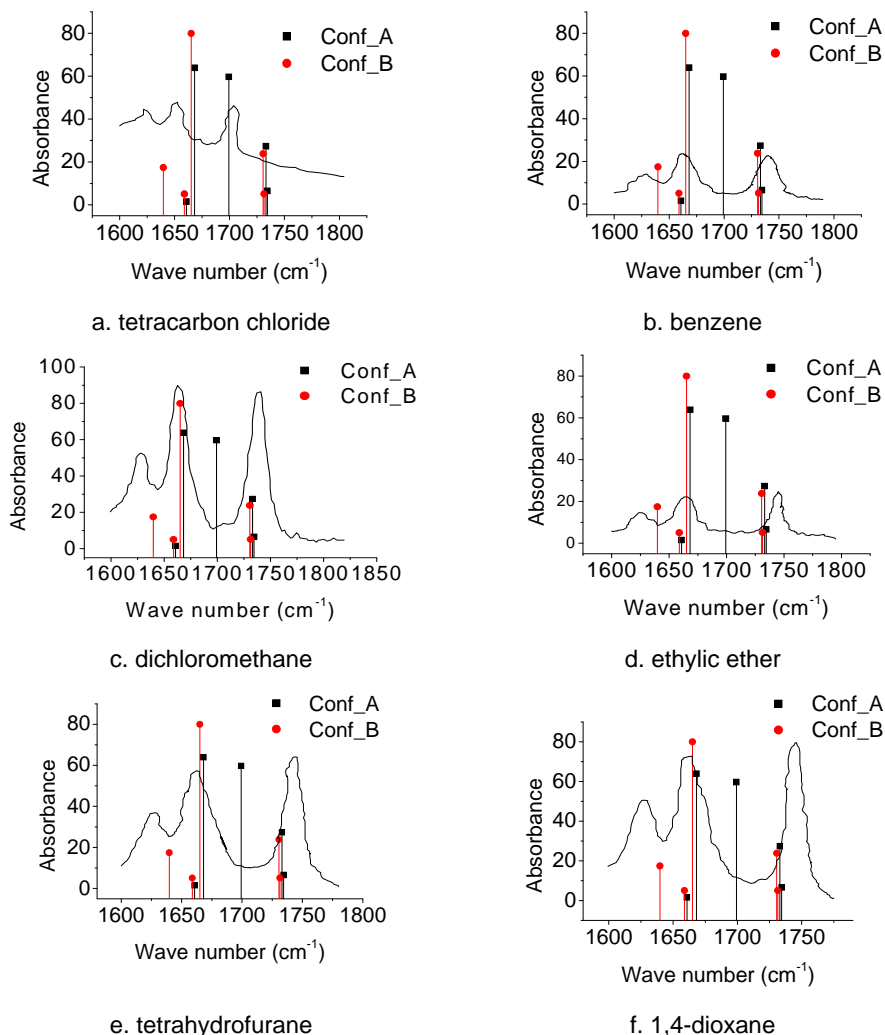 Conf_A
Conf_B
80
60
40
20
0
Absorbance
1600 1650 1700 1750 1800
Wave number (cm⁻¹)
a. tetracarbon chloride
Conf_A
Conf_B
80
60
40
20
0
Absorbance
1600 1650 1700 1750 1800
Wave number (cm⁻¹)
b. benzene
Conf_A
Conf_B
100
80
60
40
20
0
Absorbance
1600 1650 1700 1750 1800 1850
Wave number (cm⁻¹)
c. dichloromethane
Conf_A
Conf_B
80
60
40
20
0
Absorbance
1600 1650 1700 1750 1800
Wave number (cm⁻¹)
d. ethylic ether
Conf_A
Conf_B
80
60
40
20
0
Absorbance
1600 1650 1700 1750 1800
Wave number (cm⁻¹)
e. tetrahydrofurane
Conf_A
Conf_B
80
60
40
20
0
Absorbance
1600 1650 1700 1750
Wave number (cm⁻¹)
f. 1,4-dioxane